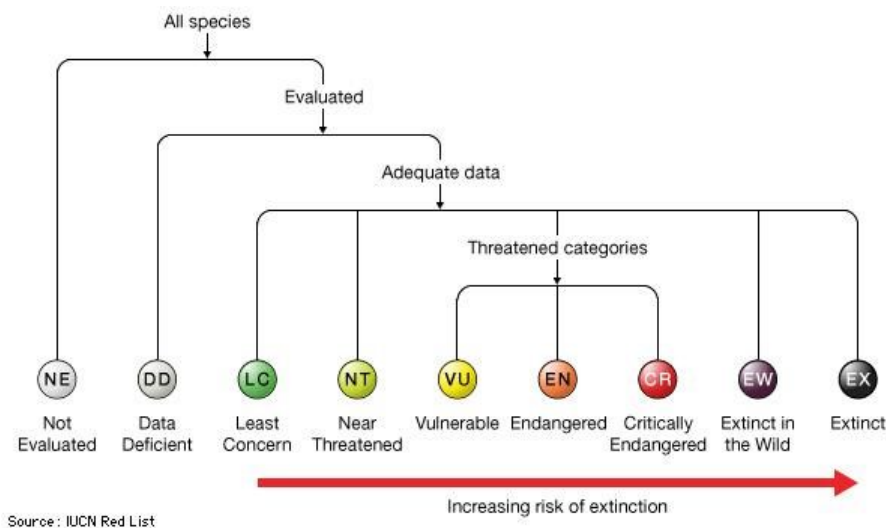 All species
Evaluated
Adequate data
Threatened categories
NE
DD
LC
NT
VU
EN
CR
EW
EX
Not
Evaluated
Data
Deficient
Least
Concern
Near
Threatened
Vulnerable
Endangered
Critically
Endangered
Extinct in
the Wild
Extinct
Increasing risk of extinction
Source: IUCN Red List